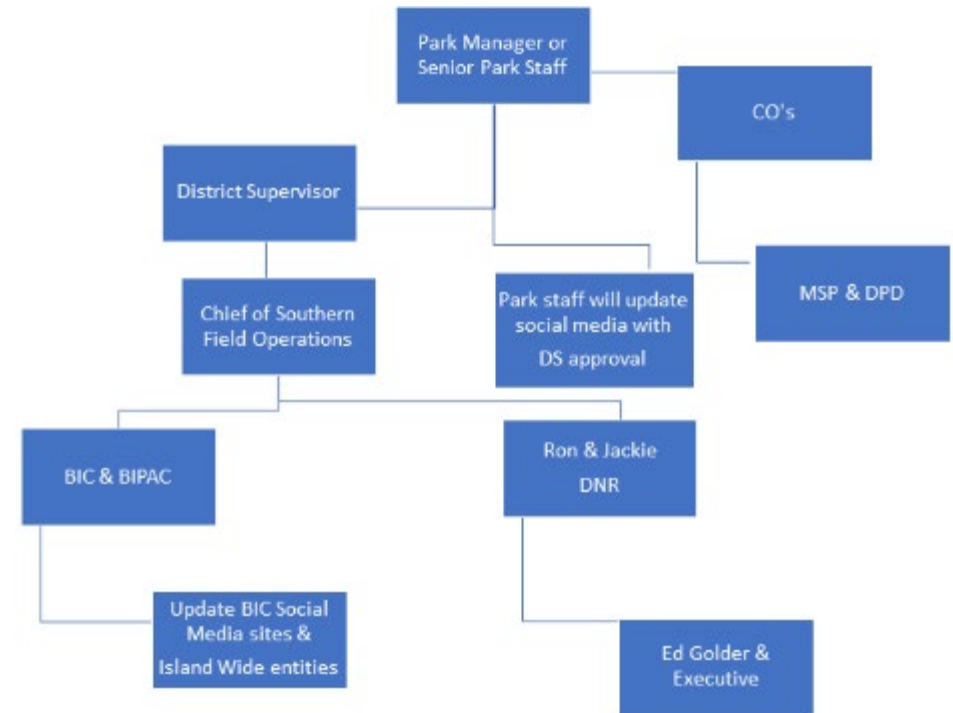 Park Manager or
Senior Park Staff
CO's
District Supervisor
MSP & DPD
Chief of Southern
Field Operations
Park staff will update
social media with
DS approval
BIC & BIPAC
Ron & Jackie
DNR
Update BIC Social
Media sites &
Island Wide entities
Ed Golder &
Executive